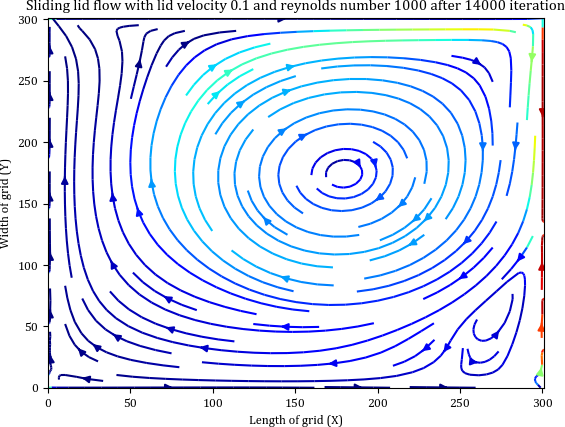 Sliding lid flow with lid velocity 0.1 and reynolds number 1000 after 14000 iteration
300
250
200
150
100
50
0
Width of grid (Y)
0 50 100 150 200 250 300
Length of grid (X)